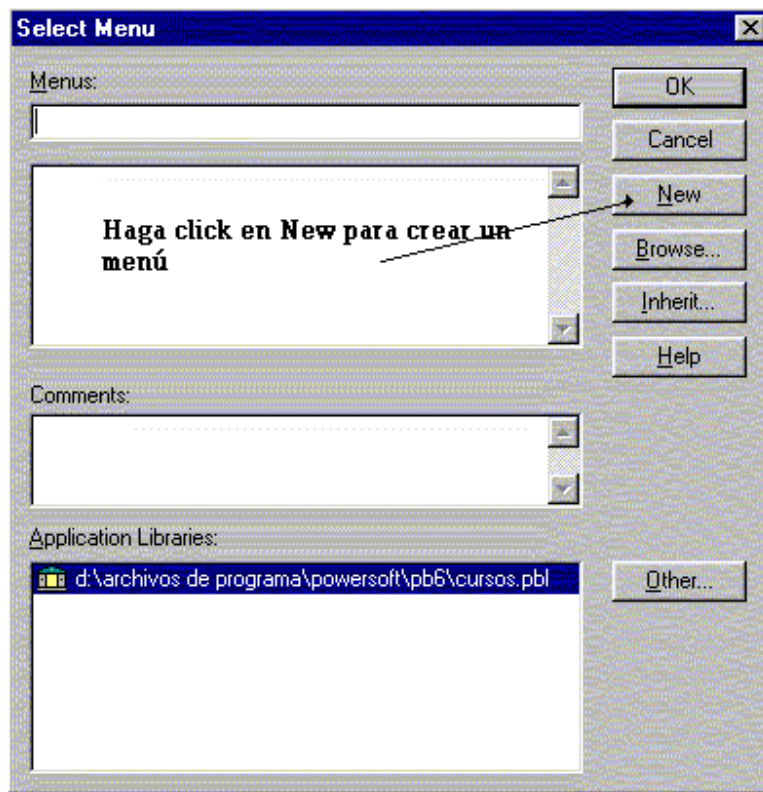 Select Menu
Menus:
OK
Cancel
New
Haga click en New para crear un
menú
Browse...
Inherit...
Help
Comments:
Application Libraries:
d:\archivos de programa\powersoft\pb6\cursos.pbl
Other...